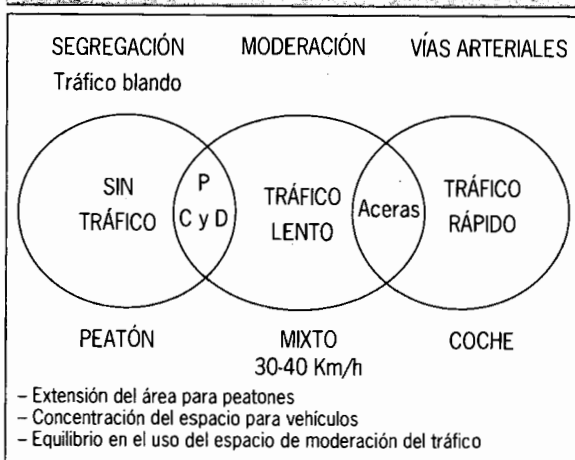 SEGREGACIÓN MODERACIÓN VÍAS ARTERIALES
Tráfico blando
SIN TRÁFICO
P
C y D
TRÁFICO LENTO
Aceras
TRÁFICO RÁPIDO
PEATÓN MIXTO COCHE
30-40 Km/h
– Extensión del área para peatones
– Concentración del espacio para vehículos
– Equilibrio en el uso del espacio de moderación del tráfico